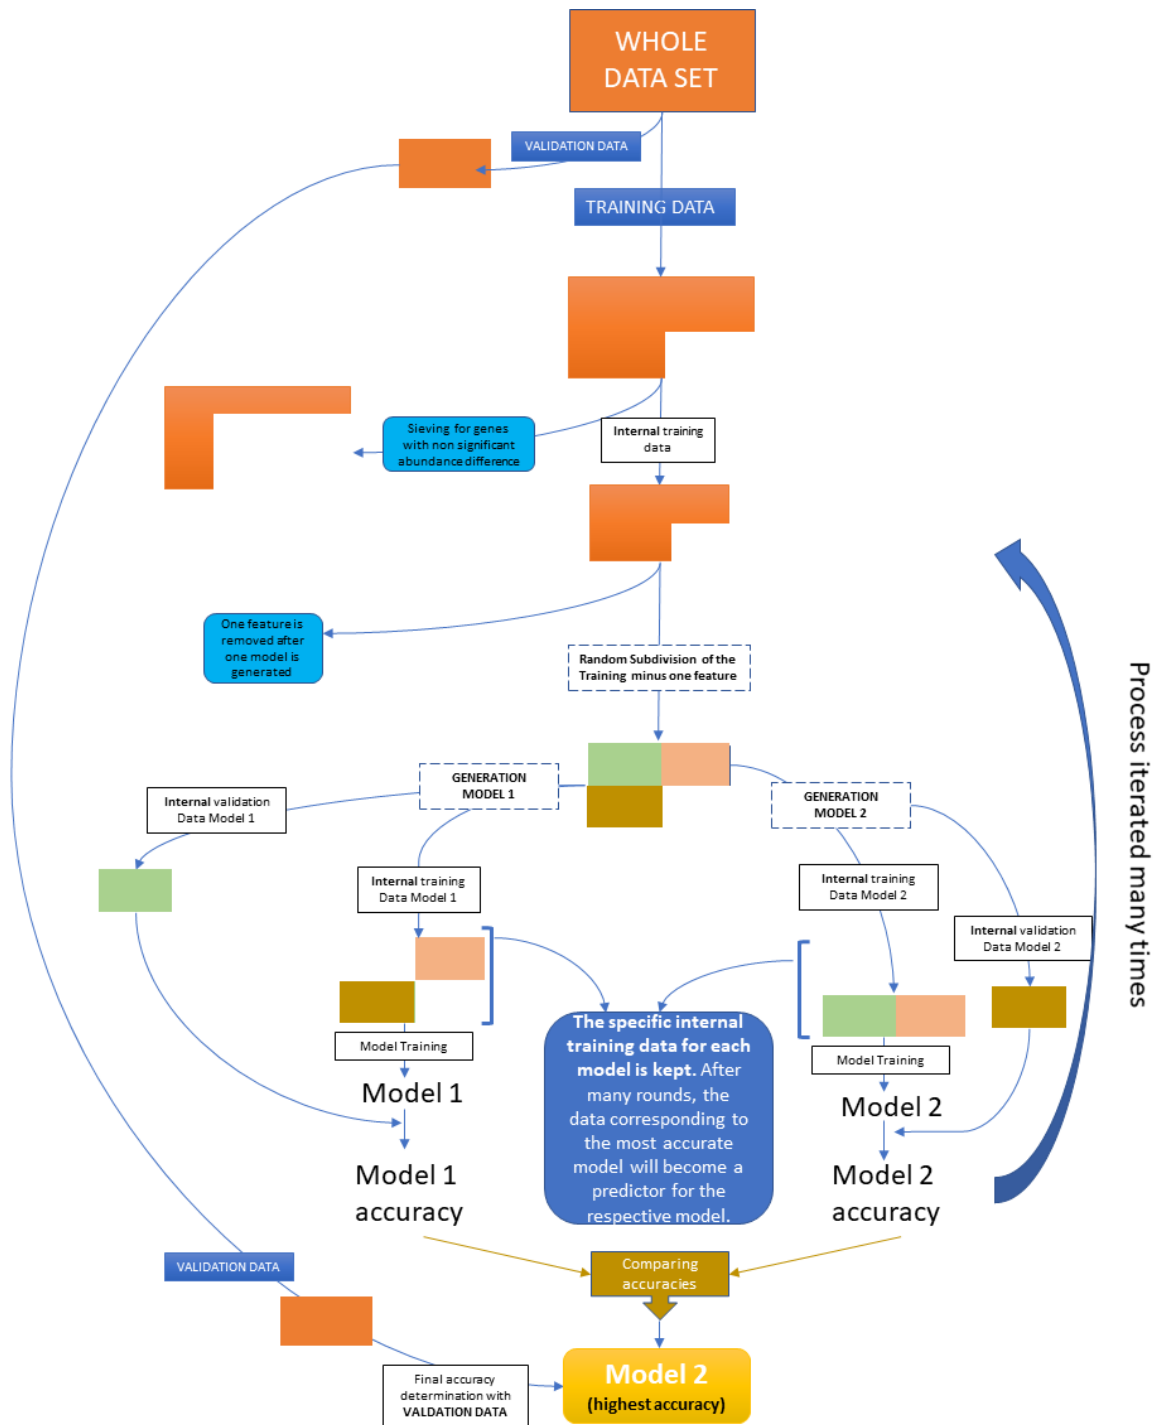 WHOLE
DATA SET
VALIDATION DATA
TRAINING DATA
Sieving for genes
with non significant
abundance difference
Internal training
data
One feature is
removed after
one model is
generated
Random Subdivision of the
Training minus one feature
GENERATION
MODEL 1
GENERATION
MODEL 2
Internal validation
Data Model 1
Internal training
Data Model 1
Internal training
Data Model 2
Internal validation
Data Model 2
Process iterated many times
Model Training
Model 1
Model 1
accuracy
The specific internal
training data for each
model is kept. After
many rounds, the
data corresponding to
the most accurate
model will become a
predictor for the
respective model.
Model Training
Model 2
Model 2
accuracy
VALIDATION DATA
Comparing
accuracies
Final accuracy
determination with
VALDATION DATA
Model 2
(highest accuracy)